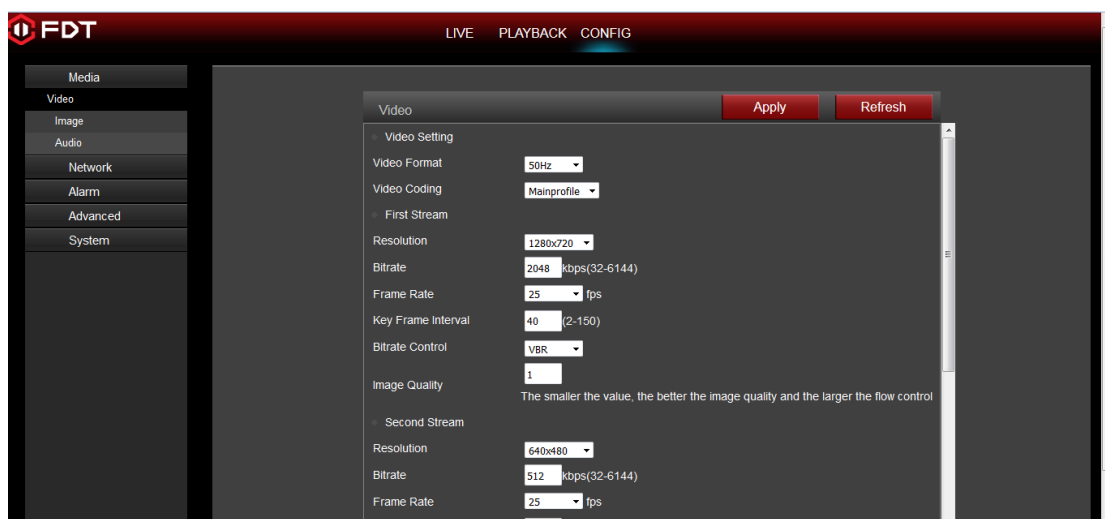 FDT
LIVE PLAYBACK CONFIG
Media
Video
Image
Audio
Network
Alarm
Advanced
System
Video Apply Refresh
Video Setting
Video Format 50Hz
Video Coding Mainprofile
First Stream
Resolution 1280x720
Bitrate 2048 kbps(32-6144)
Frame Rate 25 fps
Key Frame Interval 40 (2-150)
Bitrate Control VBR
Image Quality 1
The smaller the value, the better the image quality and the larger the flow control
Second Stream
Resolution 640x480
Bitrate 512 kbps(32-6144)
Frame Rate 25 fps